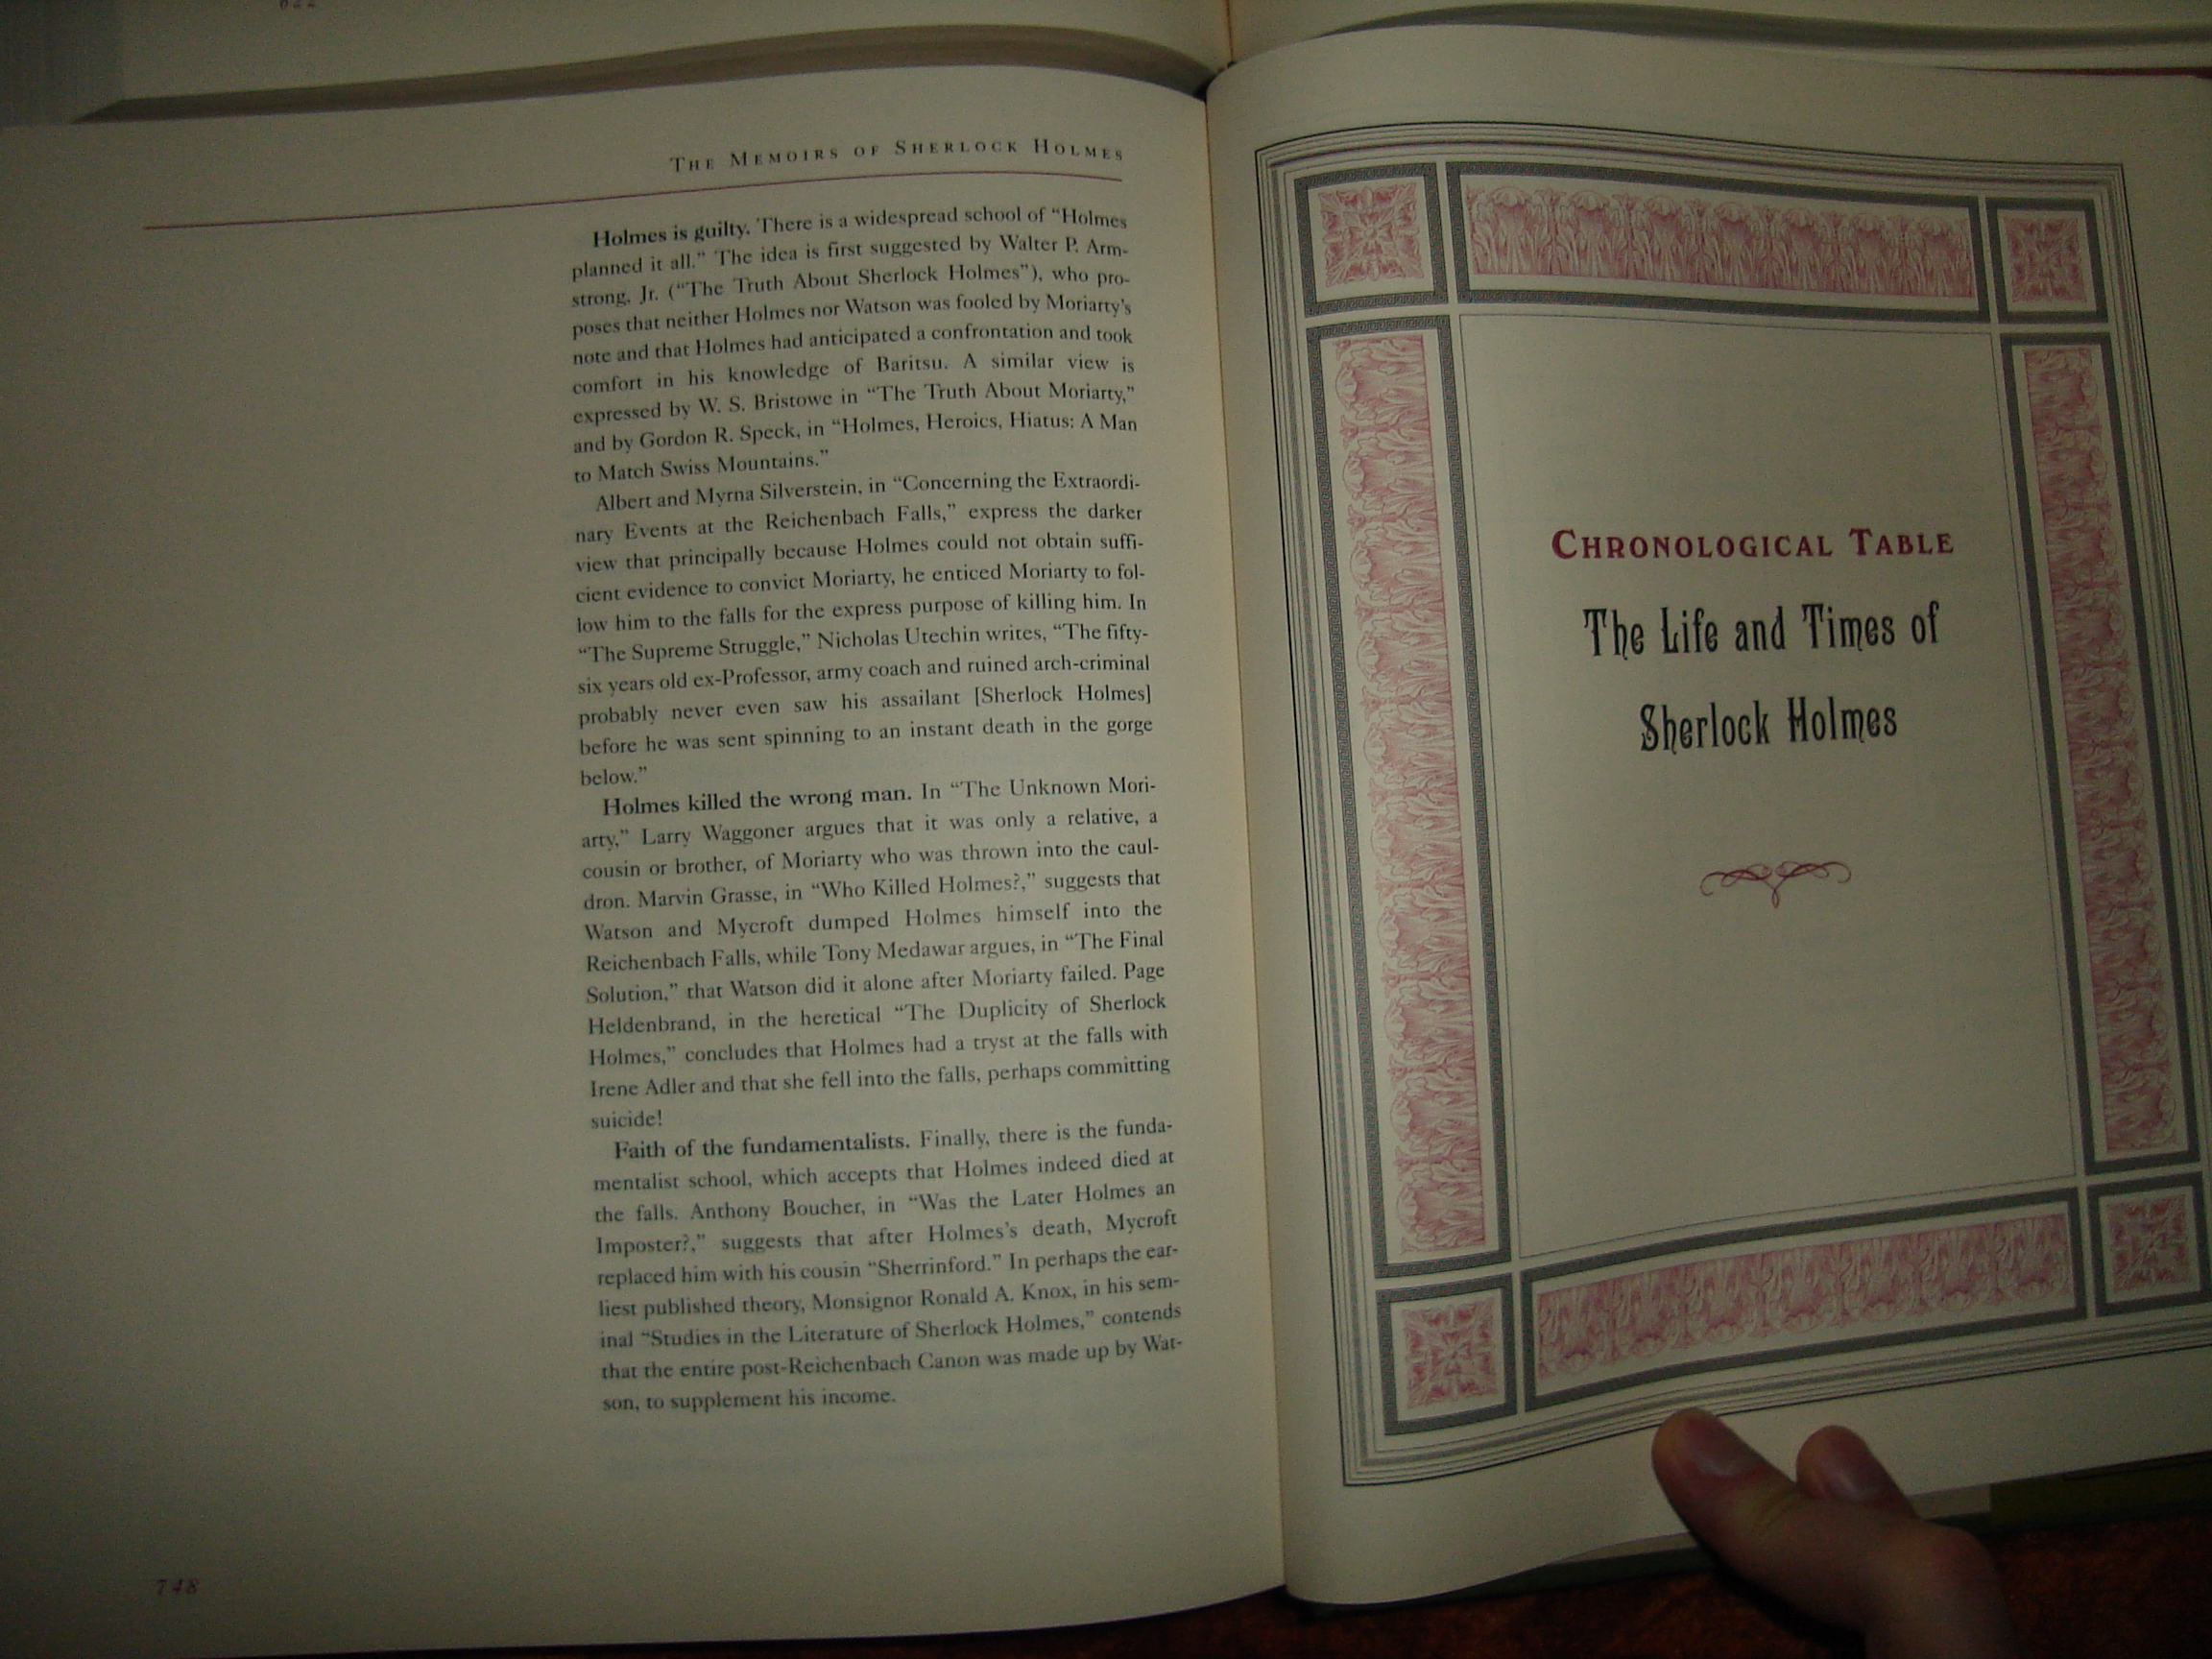 The Memoirs of Sherlock Holmes
Holmes is guilty. There is a widespread school of “Holmes
planned it all.” The idea is first suggested by Walter P. Arm-
strong, Jr. (“The Truth About Sherlock Holmes”), who pro-
poses that neither Holmes nor Watson was fooled by Moriarty’s
note and that Holmes had anticipated a confrontation and took
comfort in his knowledge of Baritsu. A similar view is
expressed by W. S. Bristowe in “The Truth About Moriarty,”
and by Gordon R. Speck, in “Holmes, Heroics, Hiatus: A Man
to Match Swiss Mountains.”
Albert and Myrna Silverstein, in “Concerning the Extraordi-
nary Events at the Reichenbach Falls,” express the darker
view that principally because Holmes could not obtain suffi-
cient evidence to convict Moriarty, he enticed Moriarty to fol-
low him to the falls for the express purpose of killing him. In
“The Supreme Struggle,” Nicholas Utechin writes, “The fifty-
six years old ex-Professor, army coach and ruined arch-criminal
probably never even saw his assailant [Sherlock Holmes]
before he was sent spinning to an instant death in the gorge
below.”
Holmes killed the wrong man. In “The Unknown Mori-
arty,” Larry Waggoner argues that it was only a relative, a
cousin or brother, of Moriarty who was thrown into the caul-
dron. Marvin Grasse, in “Who Killed Holmes?,” suggests that
Watson and Mycroft dumped Holmes himself into the
Reichenbach Falls, while Tony Medawar argues, in “The Final
Solution,” that Watson did it alone after Moriarty failed. Page
Heldenbrand, in the heretical “The Duplicity of Sherlock
Holmes,” concludes that Holmes had a tryst at the falls with
Irene Adler and that she fell into the falls, perhaps committing
suicide!
Faith of the fundamentalists. Finally, there is the funda-
mentalist school, which accepts that Holmes indeed died at
the falls. Anthony Boucher, in “Was the Later Holmes an
Imposter?,” suggests that after Holmes’s death, Mycroft
replaced him with his cousin “Sherrinford.” In perhaps the ear-
liest published theory, Monsignor Ronald A. Knox, in his sem-
inal “Studies in the Literature of Sherlock Holmes,” contends
that the entire post-Reichenbach Canon was made up by Wat-
son, to supplement his income.
748
Chronological Table
The Life and Times of
Sherlock Holmes